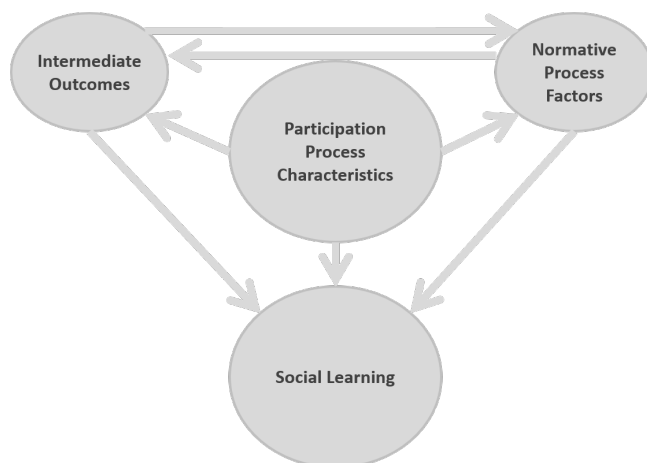 Intermediate
Outcomes
Normative
Process
Factors
Participation
Process
Characteristics
Social Learning